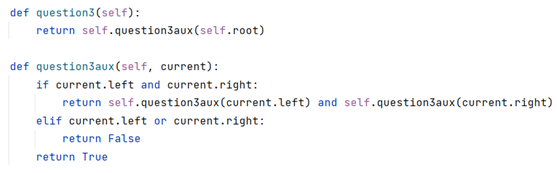 def question3(self):
    return self.question3aux(self.root)

def question3aux(self, current):
    if current.left and current.right:
        return self.question3aux(current.left) and self.question3aux(current.right)
    elif current.left or current.right:
        return False
    return True